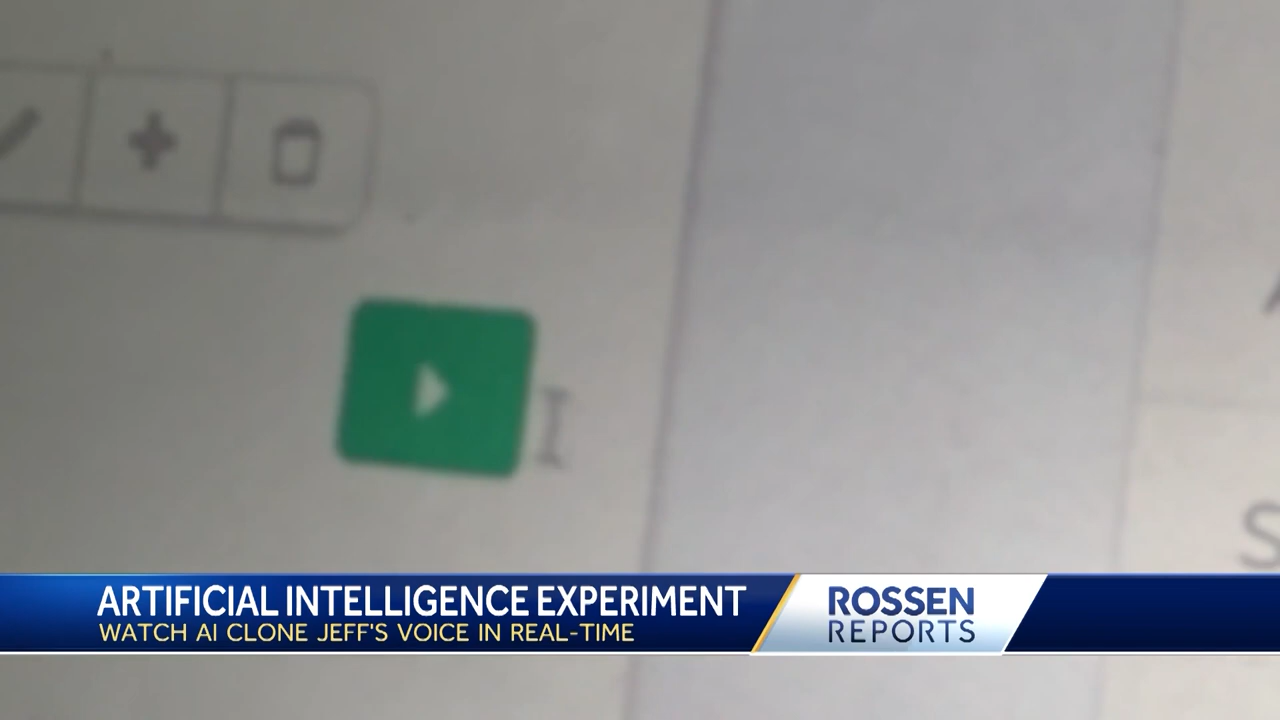 ARTIFICIAL INTELLIGENCE EXPERIMENT
WATCH AI CLONE JEFF'S VOICE IN REAL-TIME
ROSSEN
REPORTS
S